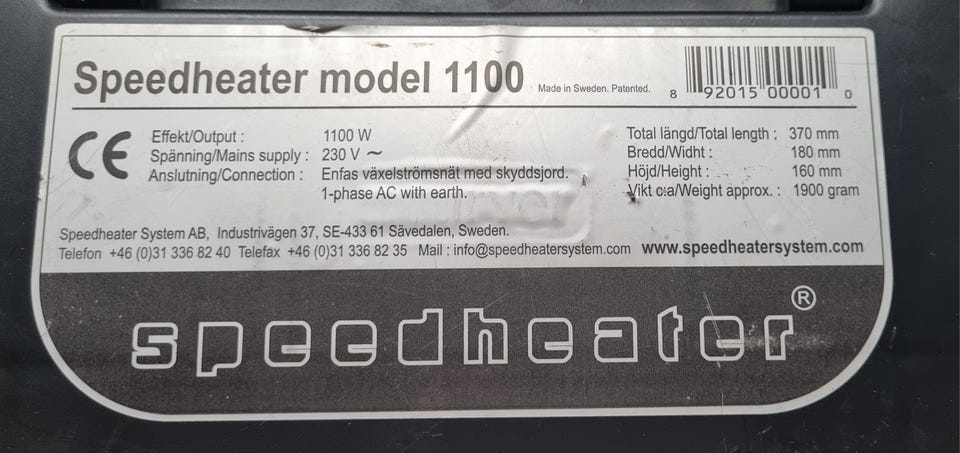 Speedheater model 1100 Made in Sweden. Patented.
8 92015 00001 0
CE
Effekt/Output : 1100 W
Spänning/Mains supply : 230 V ~
Anslutning/Connection : Enfas växelströmsnät med skyddsjord.
1-phase AC with earth.
Total längd/Total length : 370 mm
Bredd/Widht : 180 mm
Höjd/Height : 160 mm
Vikt c:a/Weight approx. : 1900 gram
Speedheater System AB, Industrivägen 37, SE-433 61 Sävedalen, Sweden.
Telefon +46 (0)31 336 82 40 Telefax +46 (0)31 336 82 35 Mail : info@speedheatersystem.com www.speedheatersystem.com
speedheater®